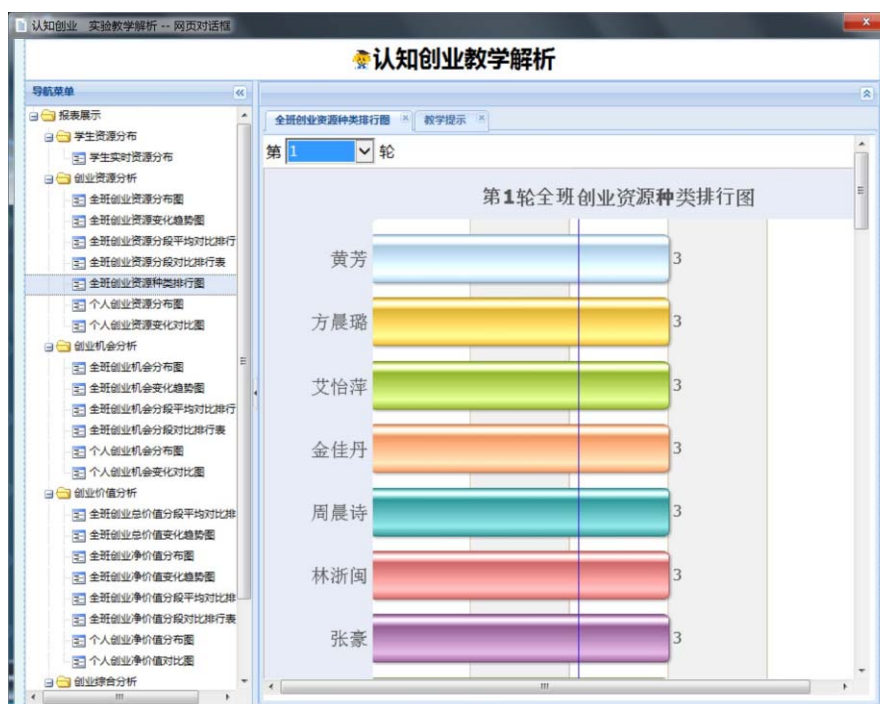 认知创业 实验教学解析 -- 网页对话框
认知创业教学解析
导航菜单
报表展示
学生资源分布
学生实时资源分布
创业资源分析
全班创业资源分布图
全班创业资源变化趋势图
全班创业资源分段平均对比排行
全班创业资源分段对比排行表
全班创业资源种类排行图
个人创业资源分布图
个人创业资源变化对比图
创业机会分析
全班创业机会分布图
全班创业机会变化趋势图
全班创业机会分段平均对比排行
全班创业机会分段对比排行表
个人创业机会分布图
个人创业机会变化对比图
创业价值分析
全班创业总价值分段平均对比排
全班创业总价值变化趋势图
全班创业净价值分布图
全班创业净价值变化趋势图
全班创业净价值分段平均对比排
全班创业净价值分段对比排行表
个人创业净价值分布图
个人创业净价值对比图
创业综合分析
全班创业资源种类排行图 教学提示
第 1 轮
第1轮全班创业资源种类排行图
黄芳 3
方晨璐 3
艾怡萍 3
金佳丹 3
周晨诗 3
林浙闽 3
张豪 3